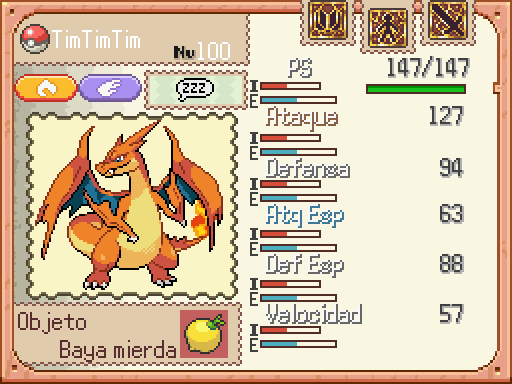 TimTimTim
Nv100
zzz
PS 147/147
I
E
Ataque 127
I
E
Defensa 94
I
E
Atq Esp 63
I
E
Def Esp 88
I
E
Velocidad 57
I
E
Objeto
Baya mierda